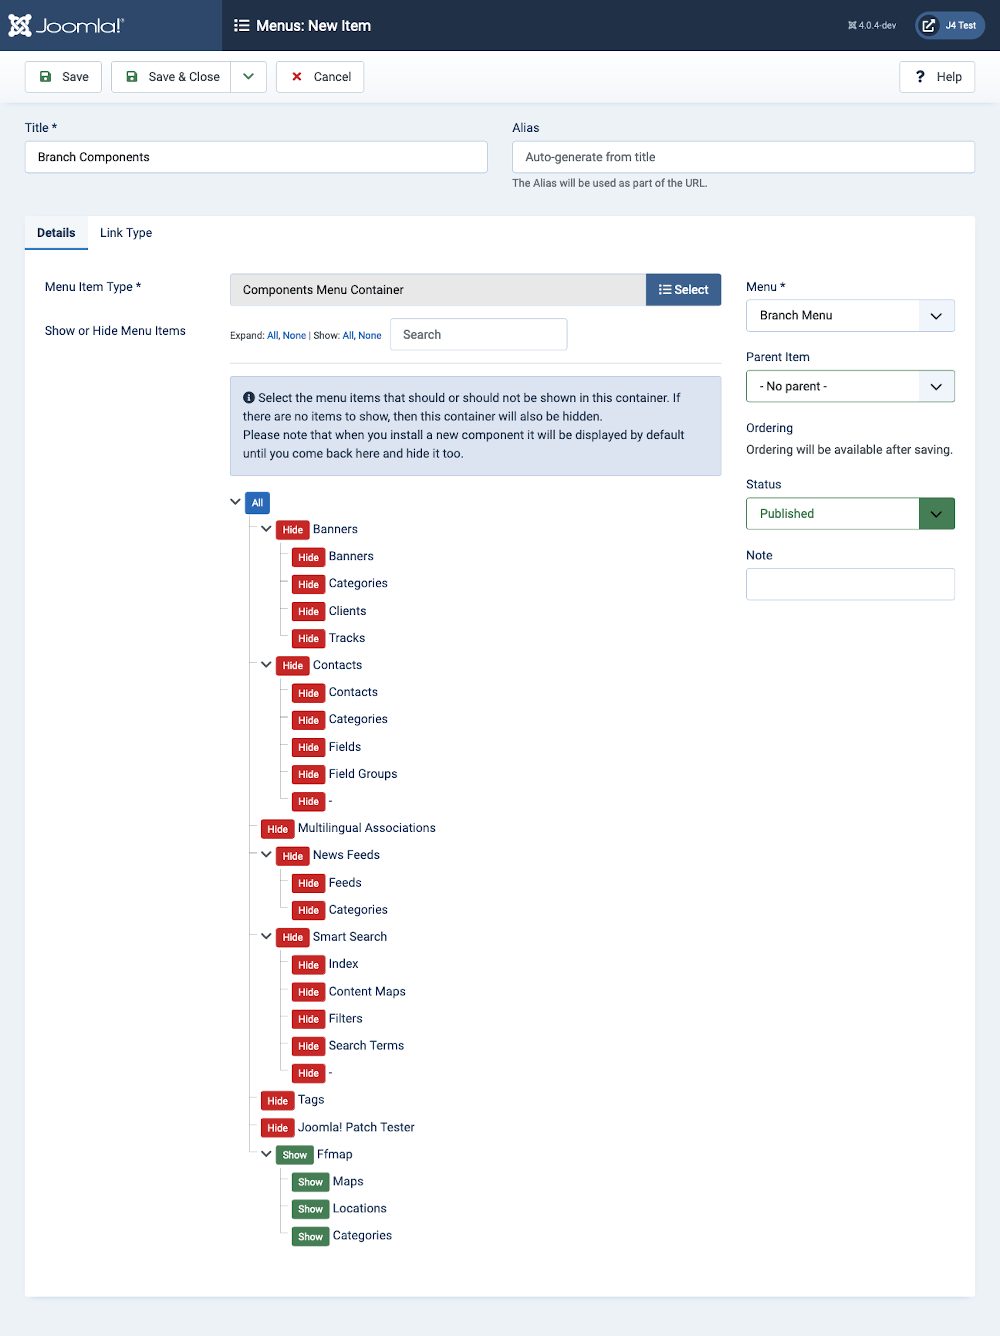 Joomla!®
Menus: New Item
4.0.4-dev
J4 Test
Save
Save & Close
Cancel
? Help
Title *
Alias
Branch Components
Auto-generate from title
The Alias will be used as part of the URL.
Details
Link Type
Menu Item Type *
Components Menu Container
Select
Show or Hide Menu Items
Expand: All, None | Show: All, None
Search
Select the menu items that should or should not be shown in this container. If
there are no items to show, then this container will also be hidden.
Please note that when you install a new component it will be displayed by default
until you come back here and hide it too.
All
Hide Banners
Hide Banners
Hide Categories
Hide Clients
Hide Tracks
Hide Contacts
Hide Contacts
Hide Categories
Hide Fields
Hide Field Groups
Hide -
Hide Multilingual Associations
Hide News Feeds
Hide Feeds
Hide Categories
Hide Smart Search
Hide Index
Hide Content Maps
Hide Filters
Hide Search Terms
Hide -
Hide Tags
Hide Joomla! Patch Tester
Show Ffmap
Show Maps
Show Locations
Show Categories
Menu *
Branch Menu
Parent Item
- No parent -
Ordering
Ordering will be available after saving.
Status
Published
Note